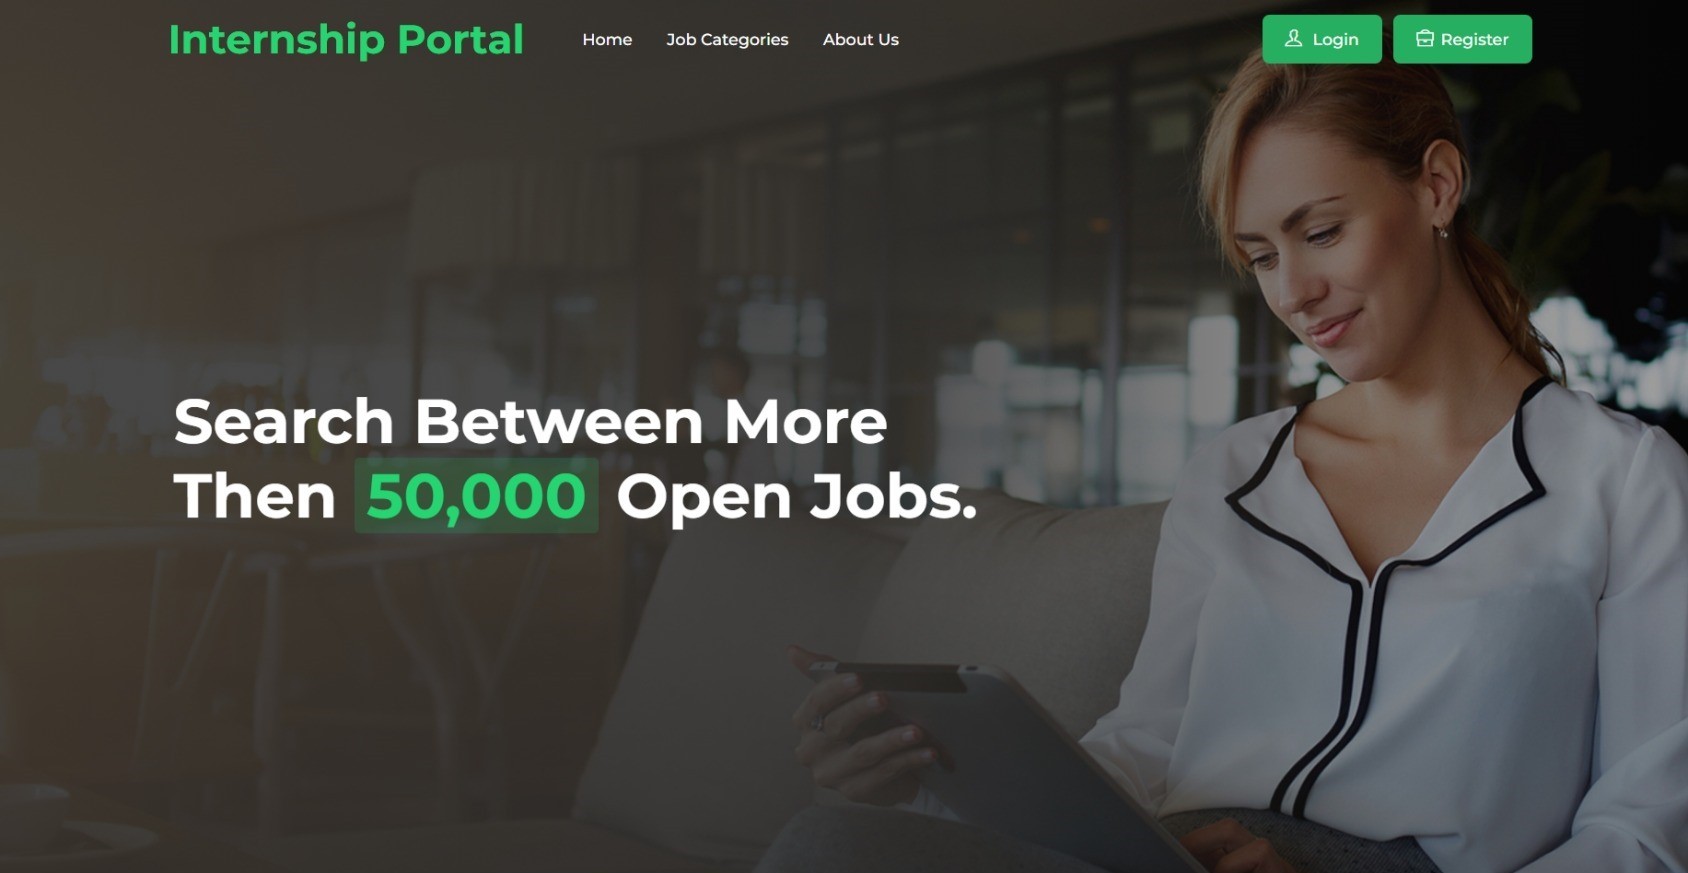 Internship Portal
Home
Job Categories
About Us
Login
Register
Search Between More
Then 50,000 Open Jobs.